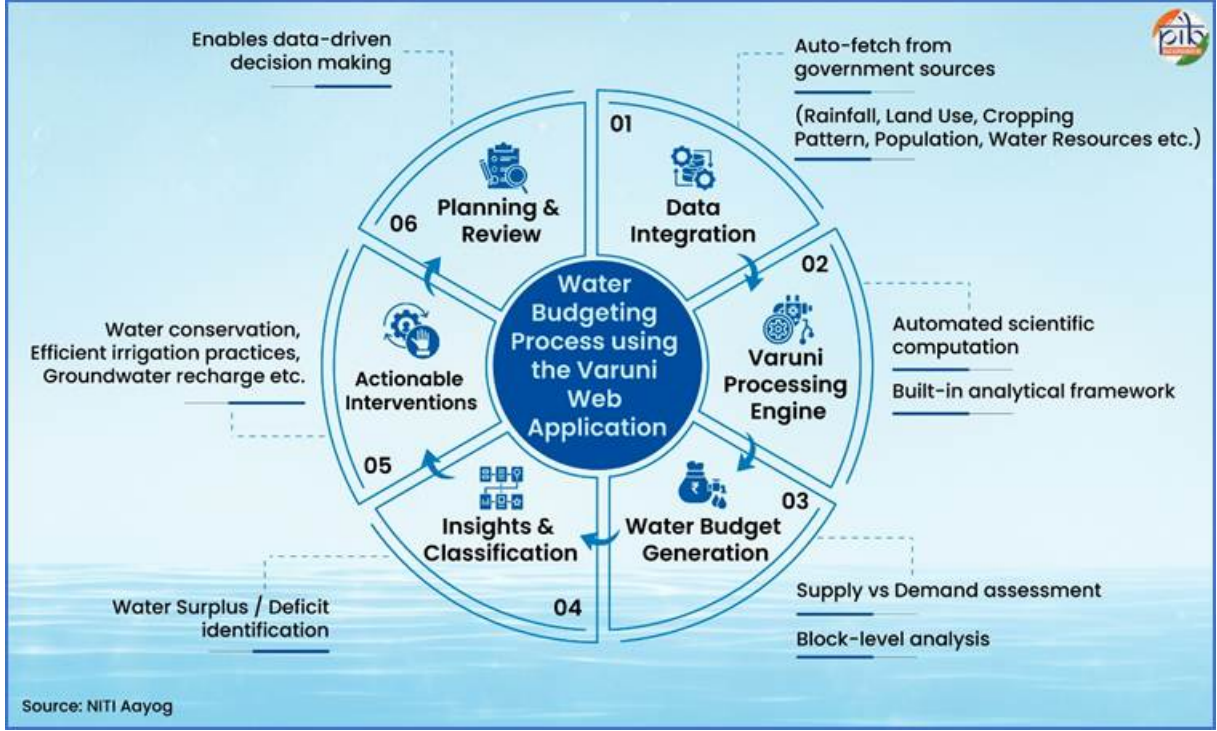 pib
Enables data-driven
decision making
Auto-fetch from
government sources
(Rainfall, Land Use, Cropping
Pattern, Population, Water Resources etc.)
01
Data
Integration
02
Varuni
Processing
Engine
Automated scientific
computation
Built-in analytical framework
03
Water Budget
Generation
Supply vs Demand assessment
Block-level analysis
04
Insights &
Classification
Water Surplus / Deficit
identification
05
Actionable
Interventions
Water conservation,
Efficient irrigation practices,
Groundwater recharge etc.
06
Planning &
Review
Water
Budgeting
Process using
the Varuni
Web
Application
₹
Source: NITI Aayog